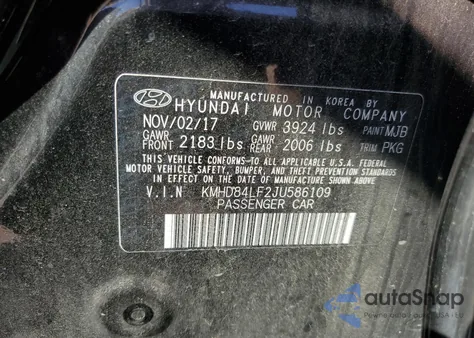 MANUFACTURED IN KOREA BY
HYUNDAI MOTOR COMPANY
NOV/02/17 GVWR 3924 lbs PAINT MJB
GAWR FRONT 2183 lbs GAWR REAR 2006 lbs TRIM PKG
THIS VEHICLE CONFORMS TO ALL APPLICABLE U.S.A. FEDERAL
MOTOR VEHICLE SAFETY, BUMPER, AND THEFT PREVENTION STANDARDS
IN EFFECT ON THE DATE OF MANUFACTURE SHOWN ABOVE.
V.I.N KMHD84LF2JU586109
PASSENGER CAR
autoSnap